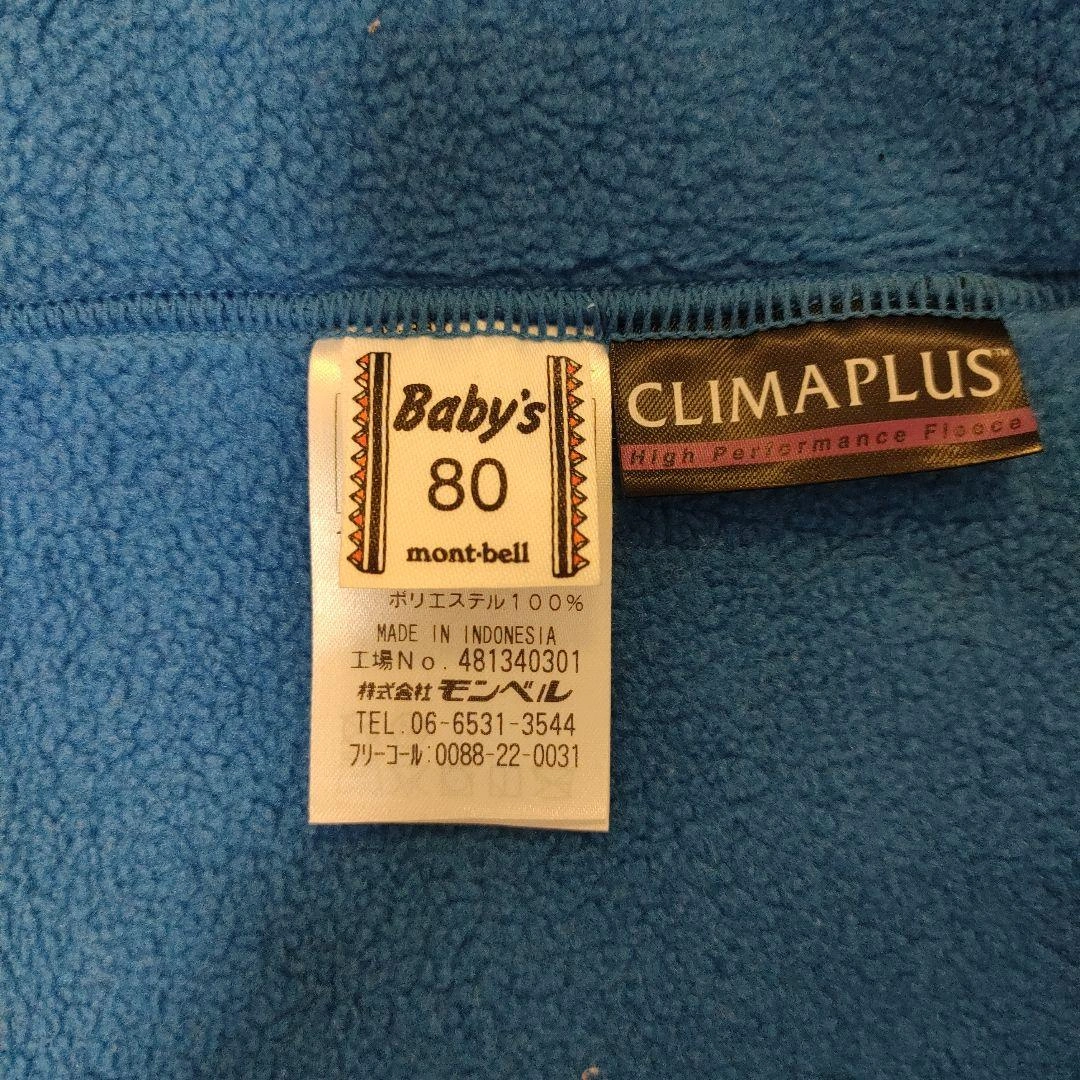 Baby's
80
mont·bell
ポリエステル100%
MADE IN INDONESIA
工場No. 481340301
株式会社モンベル
TEL. 06-6531-3544
フリーコール:0088-22-0031
CLIMAPLUS™
High Performance Fleece